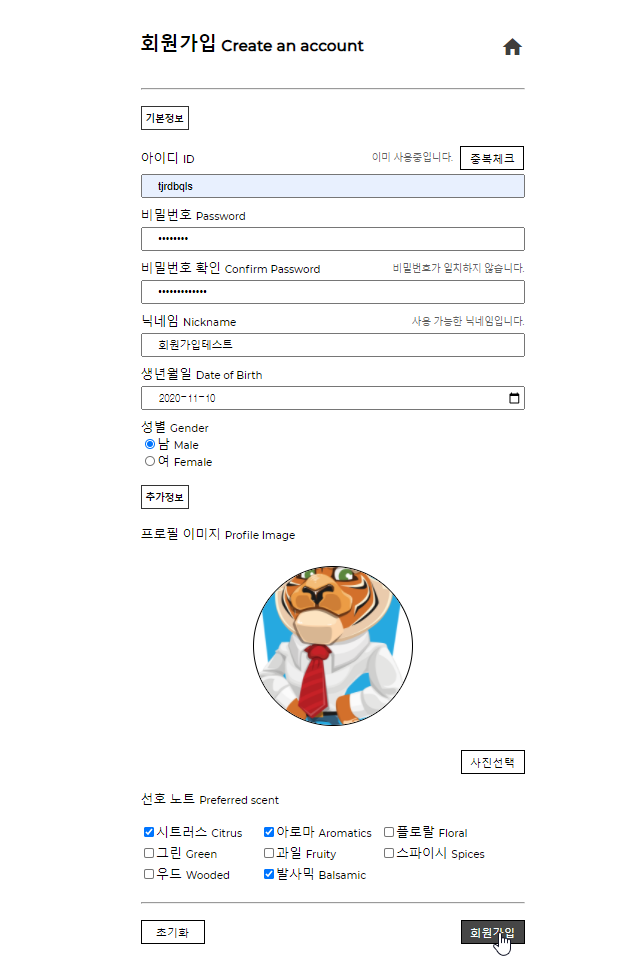 회원가입 Create an account
기본정보
아이디 ID 이미 사용중입니다. 중복체크
tjrdbqls
비밀번호 Password
••••••••
비밀번호 확인 Confirm Password 비밀번호가 일치하지 않습니다.
•••••••••••••
닉네임 Nickname 사용 가능한 닉네임입니다.
회원가입테스트
생년월일 Date of Birth
2020-11-10
성별 Gender
남 Male
여 Female
추가정보
프로필 이미지 Profile Image
사진선택
선호 노트 Preferred scent
시트러스 Citrus 아로마 Aromatics 플로랄 Floral
그린 Green 과일 Fruity 스파이시 Spices
우드 Wooded 발사믹 Balsamic
초기화 회원가입